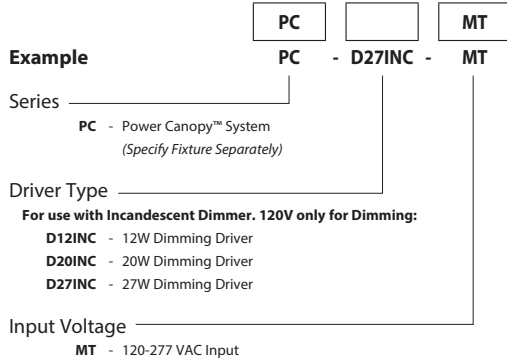 PC MT
Example PC - D27INC - MT
Series
PC - Power Canopy™ System
(Specify Fixture Separately)
Driver Type
For use with Incandescent Dimmer. 120V only for Dimming:
D12INC - 12W Dimming Driver
D20INC - 20W Dimming Driver
D27INC - 27W Dimming Driver
Input Voltage
MT - 120-277 VAC Input